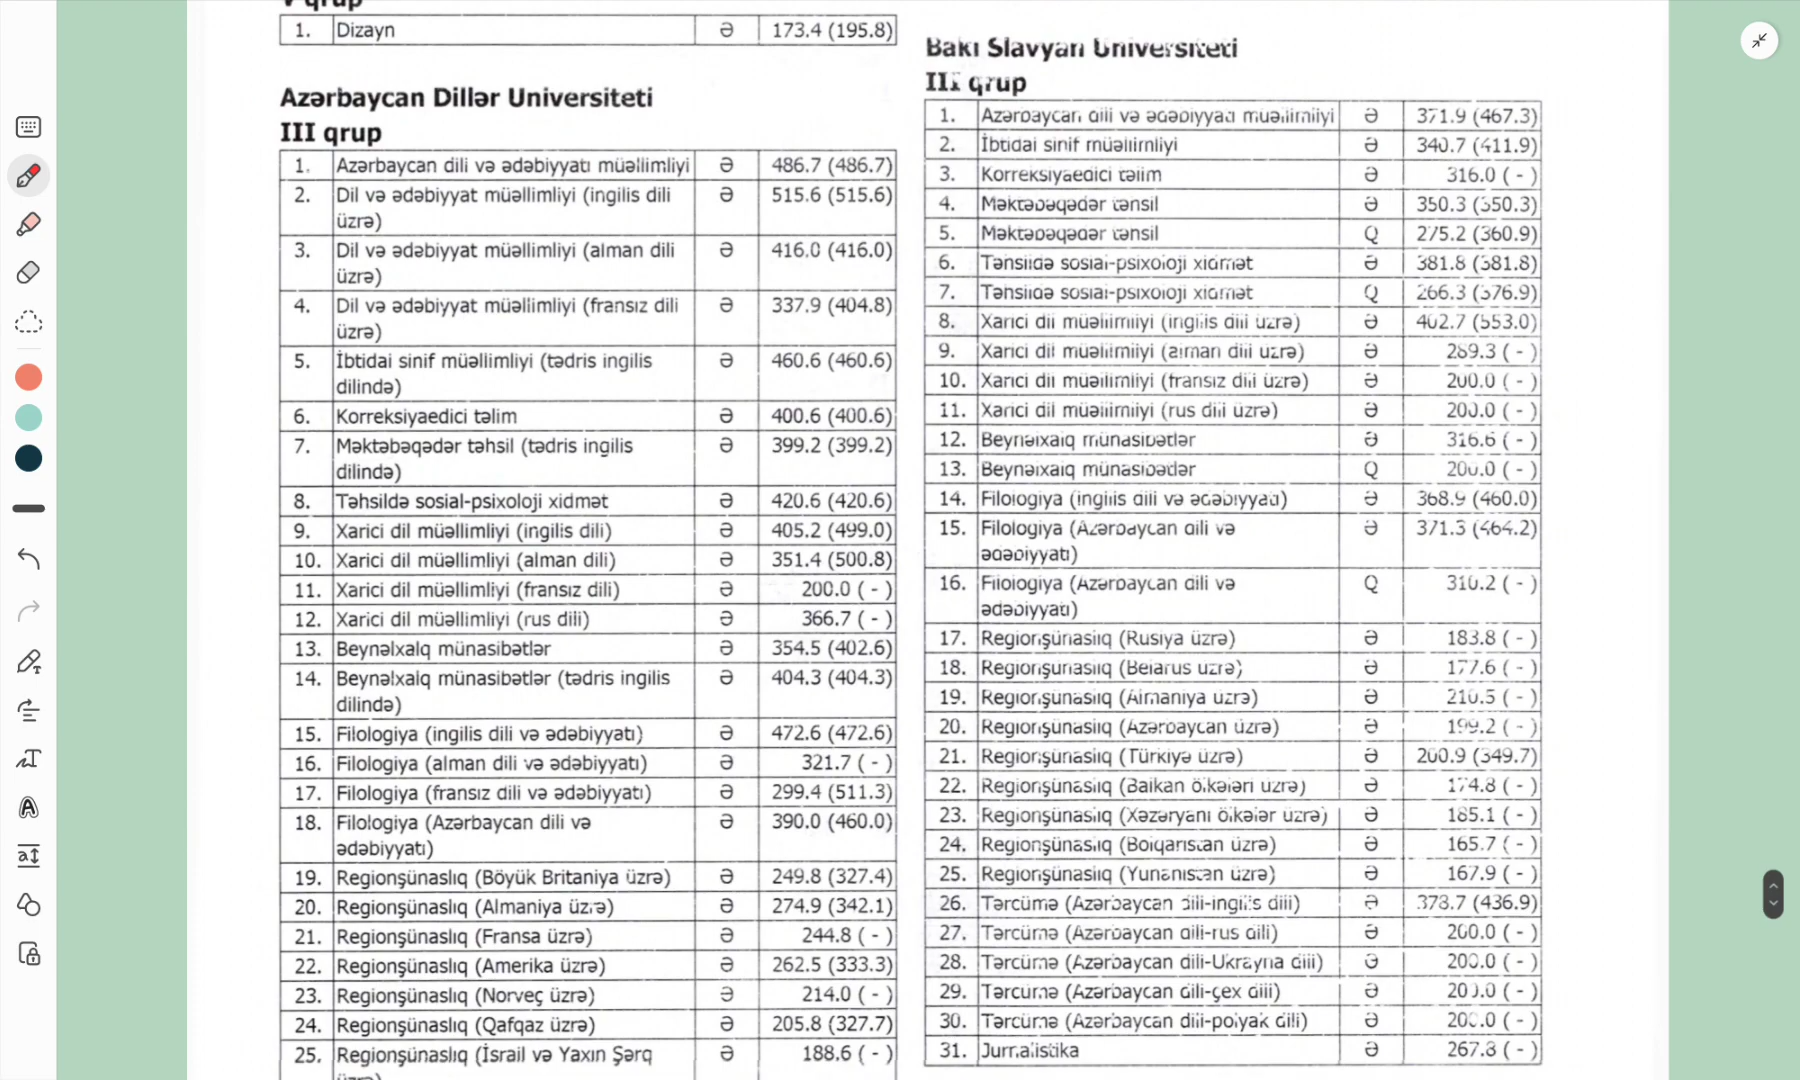 V qrup
1. Dizayn Ə 173.4 (195.8)
Azərbaycan Dillər Universiteti
III qrup
1. Azərbaycan dili və ədəbiyyatı müəllimliyi Ə 486.7 (486.7)
2. Dil və ədəbiyyat müəllimliyi (ingilis dili Ə 515.6 (515.6)
üzrə)
3. Dil və ədəbiyyat müəllimliyi (alman dili Ə 416.0 (416.0)
üzrə)
4. Dil və ədəbiyyat müəllimliyi (fransız dili Ə 337.9 (404.8)
üzrə)
5. İbtidai sinif müəllimliyi (tədris ingilis Ə 460.6 (460.6)
dilində)
6. Korreksiyaedici təlim Ə 400.6 (400.6)
7. Məktəbəqədər təhsil (tədris ingilis Ə 399.2 (399.2)
dilində)
8. Təhsildə sosial-psixoloji xidmət Ə 420.6 (420.6)
9. Xarici dil müəllimliyi (ingilis dili) Ə 405.2 (499.0)
10. Xarici dil müəllimliyi (alman dili) Ə 351.4 (500.8)
11. Xarici dil müəllimliyi (fransız dili) Ə 200.0 ( - )
12. Xarici dil müəllimliyi (rus dili) Ə 366.7 ( - )
13. Beynəlxalq münasibətlər Ə 354.5 (402.6)
14. Beynəlxalq münasibətlər (tədris ingilis Ə 404.3 (404.3)
dilində)
15. Filologiya (ingilis dili və ədəbiyyatı) Ə 472.6 (472.6)
16. Filologiya (alman dili və ədəbiyyatı) Ə 321.7 ( - )
17. Filologiya (fransız dili və ədəbiyyatı) Ə 299.4 (511.3)
18. Filologiya (Azərbaycan dili və Ə 390.0 (460.0)
ədəbiyyatı)
19. Regionşünaslıq (Böyük Britaniya üzrə) Ə 249.8 (327.4)
20. Regionşünaslıq (Almaniya üzrə) Ə 274.9 (342.1)
21. Regionşünaslıq (Fransa üzrə) Ə 244.8 ( - )
22. Regionşünaslıq (Amerika üzrə) Ə 262.5 (333.3)
23. Regionşünaslıq (Norveç üzrə) Ə 214.0 ( - )
24. Regionşünaslıq (Qafqaz üzrə) Ə 205.8 (327.7)
25. Regionşünaslıq (İsrail və Yaxın Şərq Ə 188.6 ( - )
üzrə)
Bakı Slavyan Universiteti
III qrup
1. Azərbaycan dili və ədəbiyyatı müəllimliyi Ə 371.9 (467.3)
2. İbtidai sinif müəllimliyi Ə 340.7 (411.9)
3. Korreksiyaedici təlim Ə 316.0 ( - )
4. Məktəbəqədər təhsil Ə 350.3 (350.3)
5. Məktəbəqədər təhsil Q 275.2 (360.9)
6. Təhsildə sosial-psixoloji xidmət Ə 381.8 (381.8)
7. Təhsildə sosial-psixoloji xidmət Q 266.3 (376.9)
8. Xarici dil müəllimliyi (ingilis dili üzrə) Ə 402.7 (553.0)
9. Xarici dil müəllimliyi (alman dili üzrə) Ə 289.3 ( - )
10. Xarici dil müəllimliyi (fransız dili üzrə) Ə 200.0 ( - )
11. Xarici dil müəllimliyi (rus dili üzrə) Ə 200.0 ( - )
12. Beynəlxalq münasibətlər Ə 316.6 ( - )
13. Beynəlxalq münasibətlər Q 200.0 ( - )
14. Filologiya (ingilis dili və ədəbiyyatı) Ə 368.9 (460.0)
15. Filologiya (Azərbaycan dili və Ə 371.3 (464.2)
ədəbiyyatı)
16. Filologiya (Azərbaycan dili və Q 310.2 ( - )
ədəbiyyatı)
17. Regionşünaslıq (Rusiya üzrə) Ə 183.8 ( - )
18. Regionşünaslıq (Belarus üzrə) Ə 177.6 ( - )
19. Regionşünaslıq (Almaniya üzrə) Ə 210.5 ( - )
20. Regionşünaslıq (Azərbaycan üzrə) Ə 199.2 ( - )
21. Regionşünaslıq (Türkiyə üzrə) Ə 200.9 (349.7)
22. Regionşünaslıq (Balkan ölkələri üzrə) Ə 174.8 ( - )
23. Regionşünaslıq (Xəzəryanı ölkələr üzrə) Ə 185.1 ( - )
24. Regionşünaslıq (Bolqarıstan üzrə) Ə 165.7 ( - )
25. Regionşünaslıq (Yunanıstan üzrə) Ə 167.9 ( - )
26. Tərcümə (Azərbaycan dili-ingilis dili) Ə 378.7 (436.9)
27. Tərcümə (Azərbaycan dili-rus dili) Ə 200.0 ( - )
28. Tərcümə (Azərbaycan dili-Ukrayna dili) Ə 200.0 ( - )
29. Tərcümə (Azərbaycan dili-çex dili) Ə 200.0 ( - )
30. Tərcümə (Azərbaycan dili-polyak dili) Ə 200.0 ( - )
31. Jurnalistika Ə 267.8 ( - )